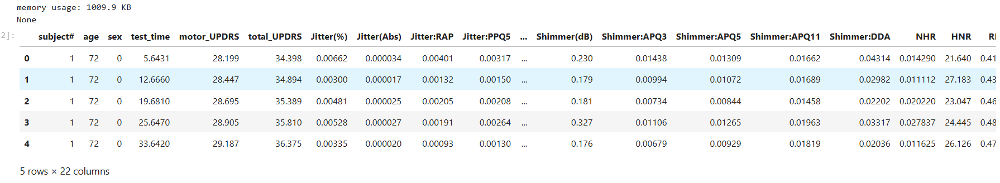 memory usage: 1009.9 KB
None
2]:
subject# age sex test_time motor_UPDRS total_UPDRS Jitter(%) Jitter(Abs) Jitter:RAP Jitter:PPQ5 ... Shimmer(dB) Shimmer:APQ3 Shimmer:APQ5 Shimmer:APQ11 Shimmer:DDA NHR HNR
0 1 72 0 5.6431 28.199 34.398 0.00662 0.000034 0.00401 0.00317 ... 0.230 0.01438 0.01309 0.01662 0.04314 0.014290 21.640 0.41
1 1 72 0 12.6660 28.447 34.894 0.00300 0.000017 0.00132 0.00150 ... 0.179 0.00994 0.01072 0.01689 0.02982 0.011112 27.183 0.43
2 1 72 0 19.6810 28.695 35.389 0.00481 0.000025 0.00205 0.00208 ... 0.181 0.00734 0.00844 0.01458 0.02202 0.020220 23.047 0.46
3 1 72 0 25.6470 28.905 35.810 0.00528 0.000027 0.00191 0.00264 ... 0.327 0.01106 0.01265 0.01963 0.03317 0.027837 24.445 0.48
4 1 72 0 33.6420 29.187 36.375 0.00335 0.000020 0.00093 0.00130 ... 0.176 0.00679 0.00929 0.01819 0.02036 0.011625 26.126 0.47
5 rows × 22 columns